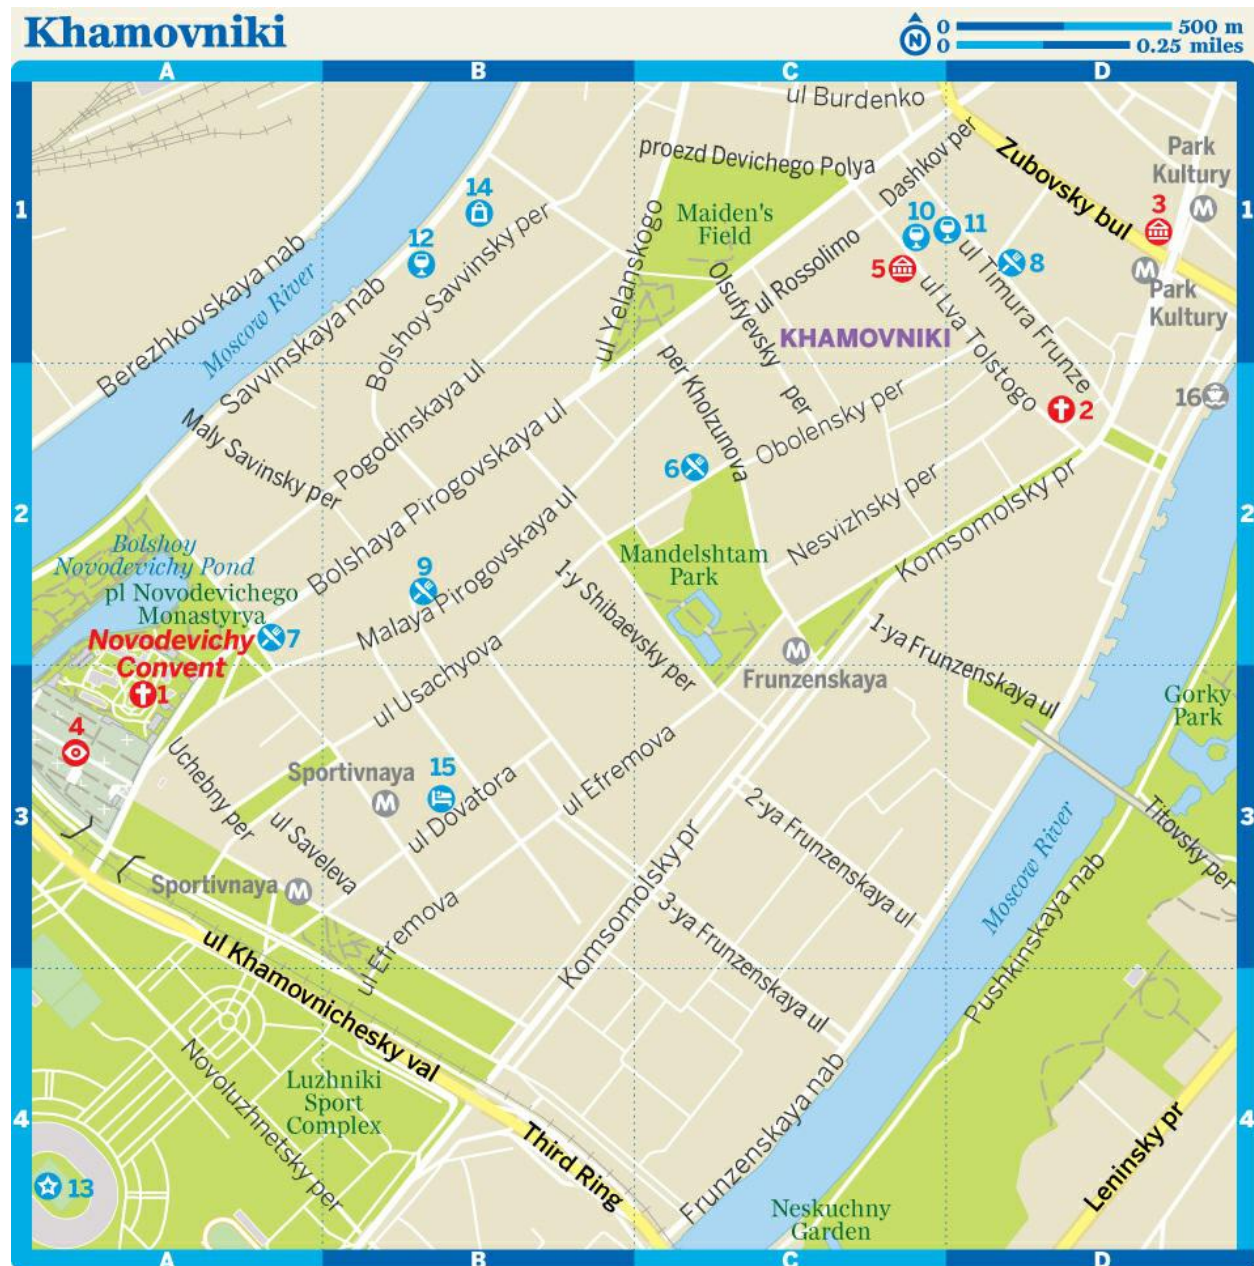 Khamovniki
N
0
500 m
0
0.25 miles
A
B
C
D
ul Burdenko
proezd Devichego Polya
Dashkov per
Zubovsky bul
Park
Kultury
3
M
1
1
14
12
Maiden's
Field
10
11
8
5
M
Park
Kultury
Berezhkovskaya nab
Moscow River
Savvinskaya nab
Bolshoy Savvinsky per
ul Yelanskogo
Olsufyevsky per
ul Rossolimo
ul Lva Tolstogo
ul Timura Frunze
KHAMOVNIKI
16
2
Maly Savinsky per
Pogodinskaya ul
Bolshaya Pirogovskaya ul
per Kholzunova
Obolensky per
6
Nesvizhsky per
Komsomolsky pr
2
2
Bolshoy
Novodevichy Pond
pl Novodevichego
Monastyrya
9
Malaya Pirogovskaya ul
Mandelshtam
Park
1-y Shibaevsky per
1-ya Frunzenskaya ul
Novodevichy
Convent
7
1
ul Usachyova
M
Frunzenskaya
Gorky
Park
4
Uchebny per
Sportivnaya
M
15
ul Dovatora
ul Efremova
3
3
2-ya Frunzenskaya ul
Titovsky per
ul Saveleva
Sportivnaya M
ul Efremova
Komsomolsky pr
3-ya Frunzenskaya ul
Moscow River
Pushkinskaya nab
ul Khamovnichesky val
Novoluzhnetsky per
Luzhniki
Sport
Complex
4
4
Third Ring
Frunzenskaya nab
Leninsky pr
13
Neskuchny
Garden
A
B
C
D